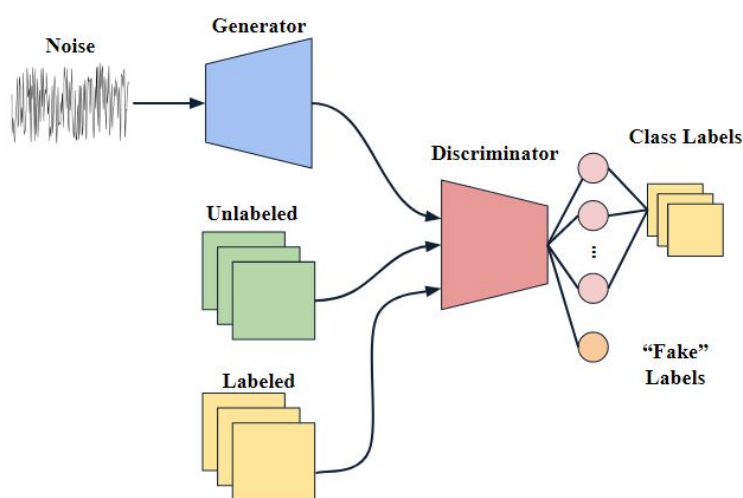 Generator
Noise
Discriminator
Class Labels
Unlabeled
...
“Fake”
Labels
Labeled